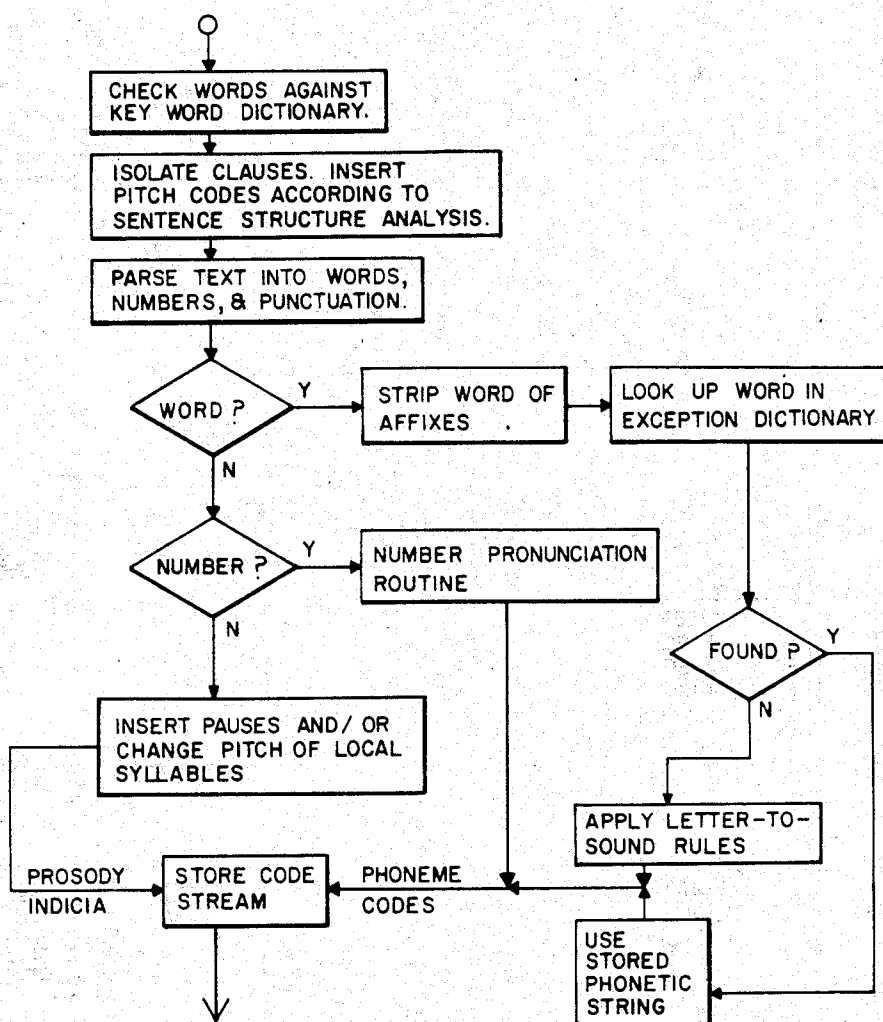 CHECK WORDS AGAINST
KEY WORD DICTIONARY.
ISOLATE CLAUSES. INSERT
PITCH CODES ACCORDING TO
SENTENCE STRUCTURE ANALYSIS.
PARSE TEXT INTO WORDS,
NUMBERS, & PUNCTUATION.
WORD ?
Y
STRIP WORD OF
AFFIXES .
LOOK UP WORD IN
EXCEPTION DICTIONARY
N
NUMBER ?
Y
NUMBER PRONUNCIATION
ROUTINE
N
FOUND ?
Y
N
INSERT PAUSES AND/ OR
CHANGE PITCH OF LOCAL
SYLLABLES
APPLY LETTER-TO-
SOUND RULES
PROSODY
INDICIA
STORE CODE
STREAM
PHONEME
CODES
USE
STORED
PHONETIC
STRING